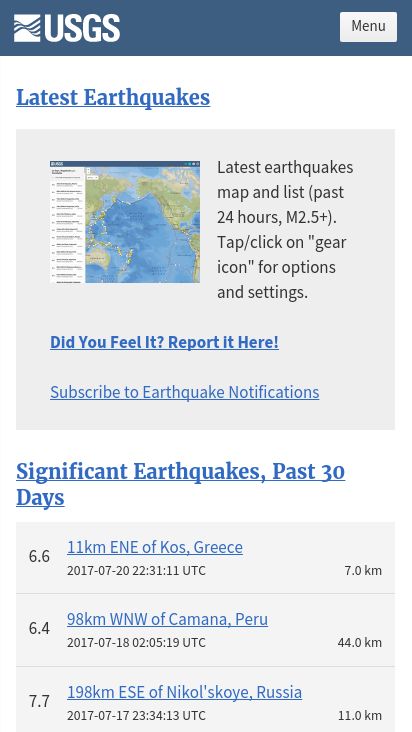 USGS
Menu
Latest Earthquakes
Latest earthquakes
map and list (past
24 hours, M2.5+).
Tap/click on "gear
icon" for options
and settings.
Did You Feel It? Report it Here!
Subscribe to Earthquake Notifications
Significant Earthquakes, Past 30
Days
6.6
11km ENE of Kos, Greece
2017-07-20 22:31:11 UTC 7.0 km
6.4
98km WNW of Camana, Peru
2017-07-18 02:05:19 UTC 44.0 km
7.7
198km ESE of Nikol'skoye, Russia
2017-07-17 23:34:13 UTC 11.0 km